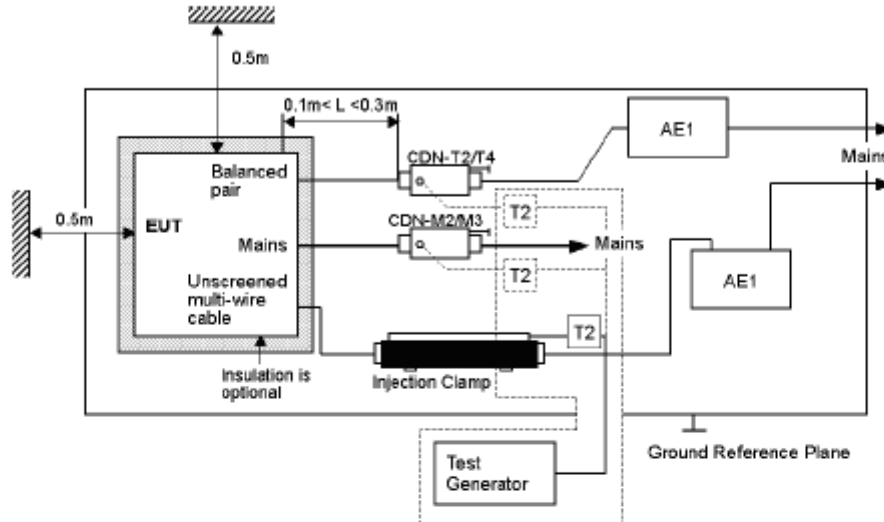 0.5m
0.1m< L <0.3m
AE1
Mains
CDN-T2/T4
Balanced
pair
T2
0.5m
EUT
CDN-M2/M3
Mains
Mains
T2
AE1
Unscreened
multi-wire
cable
T2
Insulation is
optional
Injection Clamp
Ground Reference Plane
Test
Generator